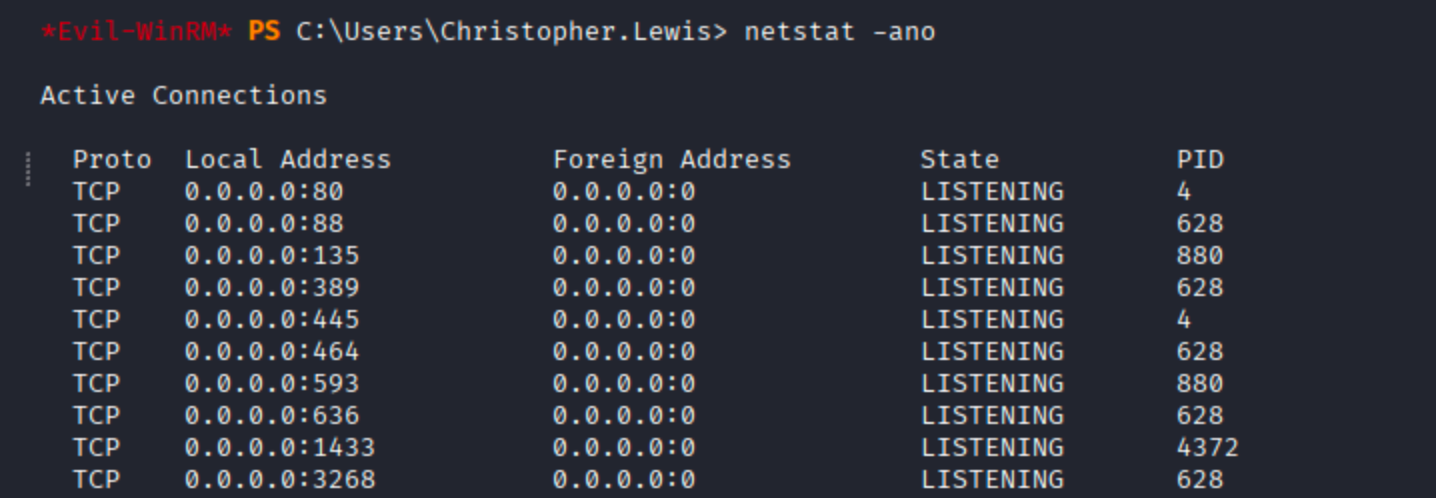 *Evil-WinRM* PS C:\Users\Christopher.Lewis> netstat -ano
Active Connections
Proto Local Address Foreign Address State PID
TCP 0.0.0.0:80 0.0.0.0:0 LISTENING 4
TCP 0.0.0.0:88 0.0.0.0:0 LISTENING 628
TCP 0.0.0.0:135 0.0.0.0:0 LISTENING 880
TCP 0.0.0.0:389 0.0.0.0:0 LISTENING 628
TCP 0.0.0.0:445 0.0.0.0:0 LISTENING 4
TCP 0.0.0.0:464 0.0.0.0:0 LISTENING 628
TCP 0.0.0.0:593 0.0.0.0:0 LISTENING 880
TCP 0.0.0.0:636 0.0.0.0:0 LISTENING 628
TCP 0.0.0.0:1433 0.0.0.0:0 LISTENING 4372
TCP 0.0.0.0:3268 0.0.0.0:0 LISTENING 628